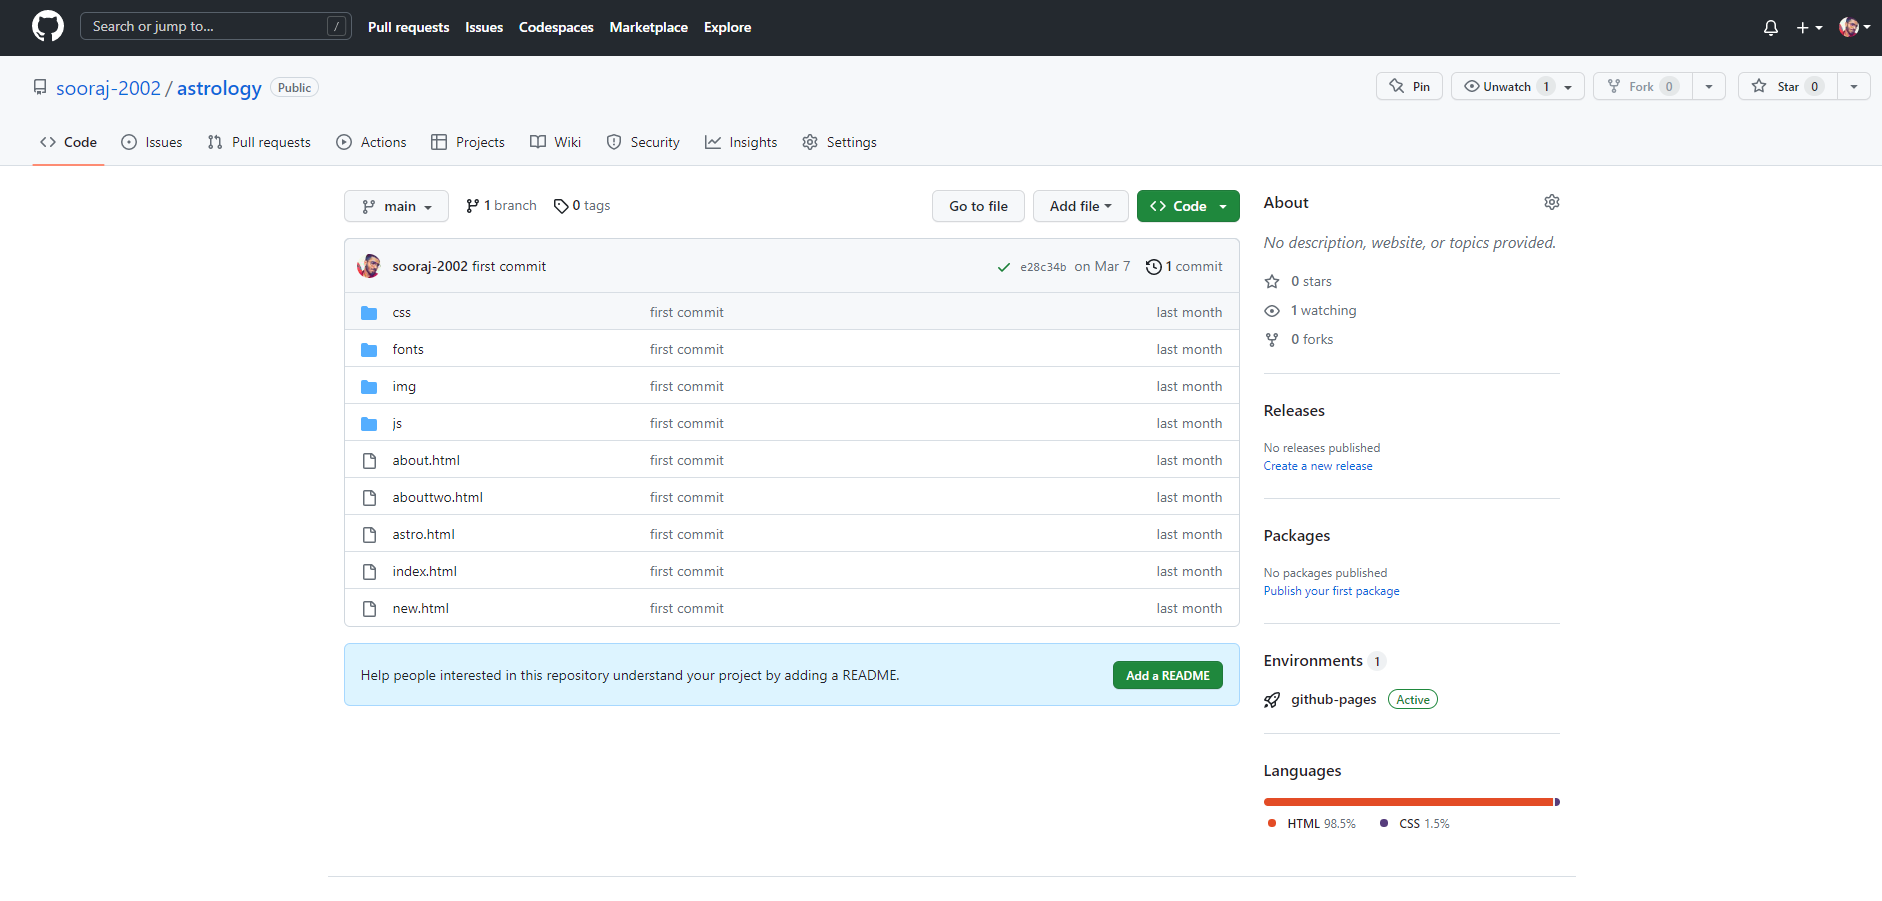 Search or jump to... / Pull requests Issues Codespaces Marketplace Explore
sooraj-2002 / astrology Public Pin Unwatch 1 Fork 0 Star 0
Code Issues Pull requests Actions Projects Wiki Security Insights Settings
main 1 branch 0 tags Go to file Add file Code
sooraj-2002 first commit e28c34b on Mar 7 1 commit
css first commit last month
fonts first commit last month
img first commit last month
js first commit last month
about.html first commit last month
abouttwo.html first commit last month
astro.html first commit last month
index.html first commit last month
new.html first commit last month
Help people interested in this repository understand your project by adding a README. Add a README
About
No description, website, or topics provided.
0 stars
1 watching
0 forks
Releases
No releases published
Create a new release
Packages
No packages published
Publish your first package
Environments 1
github-pages Active
Languages
HTML 98.5% CSS 1.5%